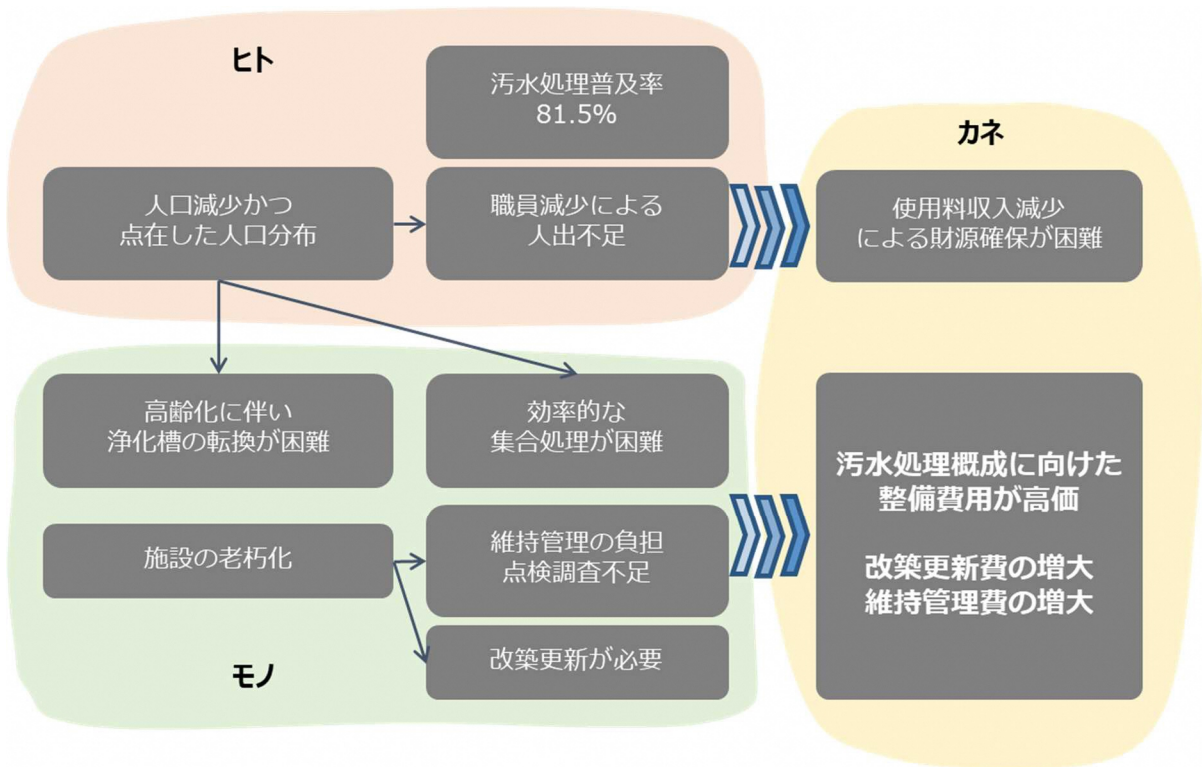 ヒト
汚水処理普及率
81.5%
人口減少かつ
点在した人口分布
職員減少による
人出不足
カネ
使用料収入減少
による財源確保が困難
高齢化に伴い
浄化槽の転換が困難
効率的な
集合処理が困難
施設の老朽化
維持管理の負担
点検調査不足
改築更新が必要
モノ
汚水処理概成に向けた
整備費用が高価
改築更新費の増大
維持管理費の増大